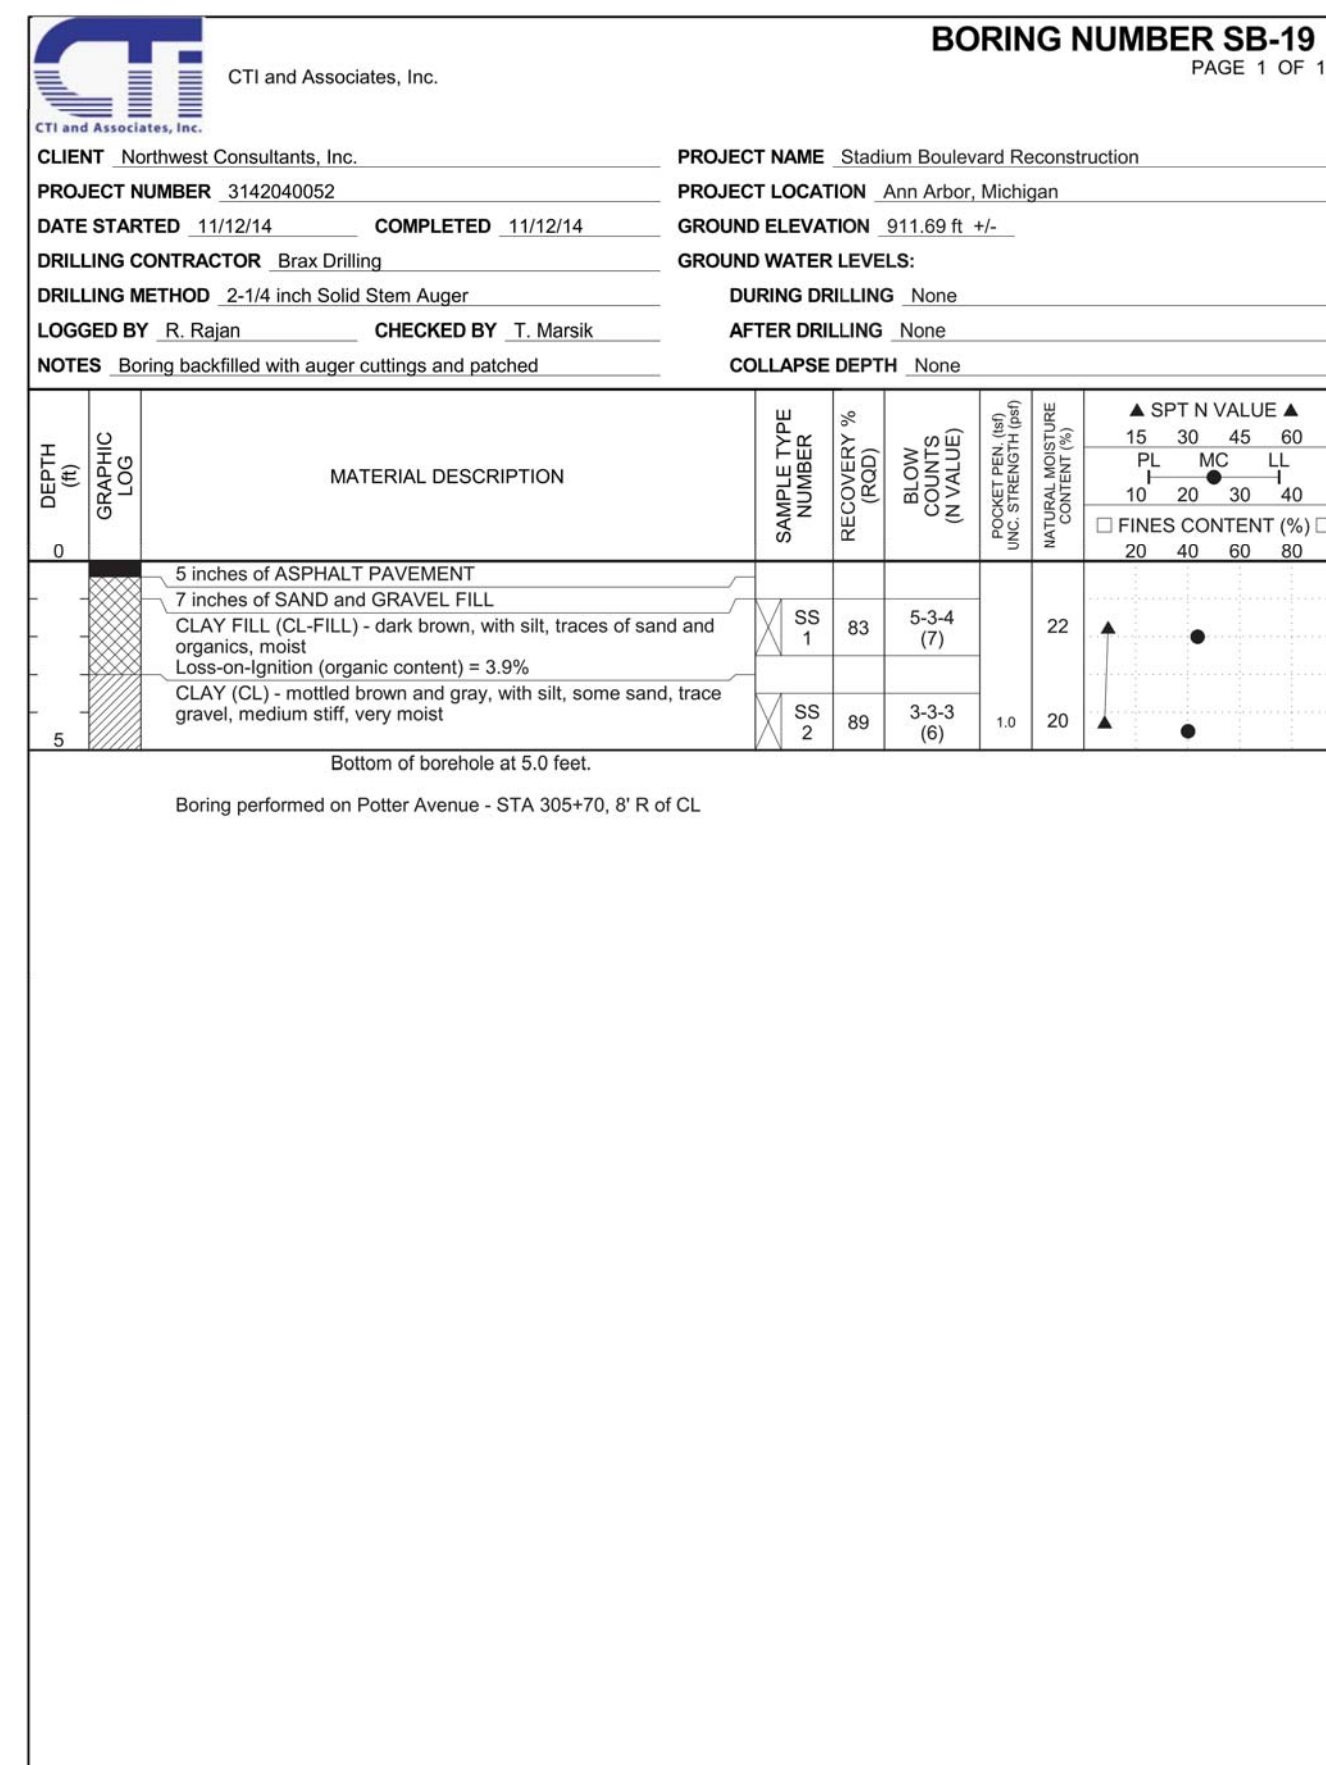 BORING NUMBER SB-19
PAGE 1 OF 1
CTi
CTI and Associates, Inc.
CTI and Associates, Inc.
CLIENT Northwest Consultants, Inc.
PROJECT NAME Stadium Boulevard Reconstruction
PROJECT NUMBER 3142040052
PROJECT LOCATION Ann Arbor, Michigan
DATE STARTED 11/12/14 COMPLETED 11/12/14
GROUND ELEVATION 911.69 ft +/-
DRILLING CONTRACTOR Brax Drilling
GROUND WATER LEVELS:
DRILLING METHOD 2-1/4 inch Solid Stem Auger
DURING DRILLING None
LOGGED BY R. Rajan CHECKED BY T. Marsik
AFTER DRILLING None
NOTES Boring backfilled with auger cuttings and patched
COLLAPSE DEPTH None
DEPTH
(ft)
GRAPHIC
LOG
MATERIAL DESCRIPTION
SAMPLE TYPE
NUMBER
RECOVERY %
(RQD)
BLOW
COUNTS
(N VALUE)
POCKET PEN. (tsf)
UNC. STRENGTH (psf)
NATURAL MOISTURE
CONTENT (%)
▲ SPT N VALUE ▲
15 30 45 60
PL MC LL
10 20 30 40
□ FINES CONTENT (%) □
20 40 60 80
0
5 inches of ASPHALT PAVEMENT
7 inches of SAND and GRAVEL FILL
CLAY FILL (CL-FILL) - dark brown, with silt, traces of sand and
organics, moist
Loss-on-Ignition (organic content) = 3.9%
SS
1
83
5-3-4
(7)
22
CLAY (CL) - mottled brown and gray, with silt, some sand, trace
gravel, medium stiff, very moist
SS
2
89
3-3-3
(6)
1.0
20
5
Bottom of borehole at 5.0 feet.
Boring performed on Potter Avenue - STA 305+70, 8' R of CL